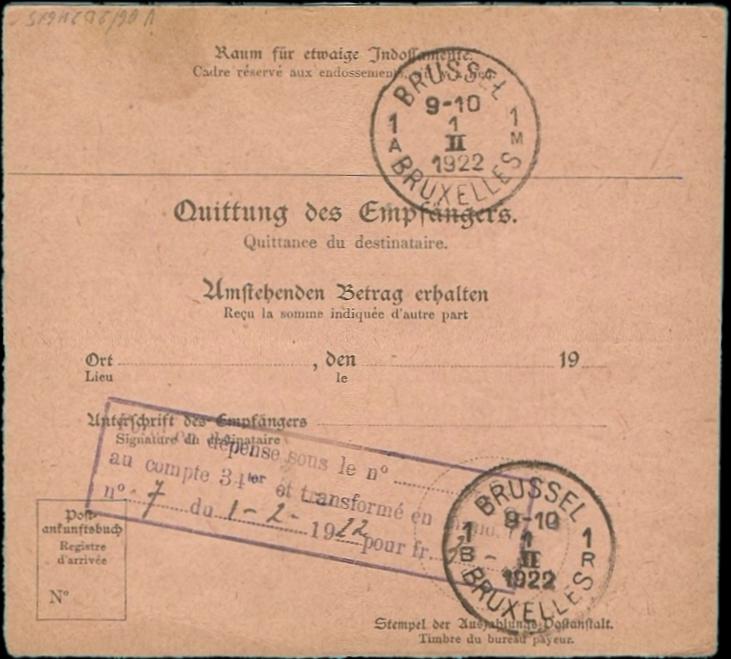 Raum für etwaige Indossamente.
Cadre réservé aux endossements
BRUSSEL
9-10
1 1 1
A II M
1922
BRUXELLES
Quittung des Empfängers.
Quittance du destinataire.
Umstehenden Betrag erhalten
Reçu la somme indiquée d'autre part
Ort , den 19
Lieu le
Unterschrift des Empfängers
Signature du destinataire
dépense sous le n°
au compte 34ter et transformé en
n° 7 du 1-2-1922 pour fr.
Post-
ankunftsbuch
Registre
d'arrivée
N°
BRUSSEL
9-10
1 1 1
B II R
1922
BRUXELLES
Stempel der Auszahlungs-Postanstalt.
Timbre du bureau payeur.